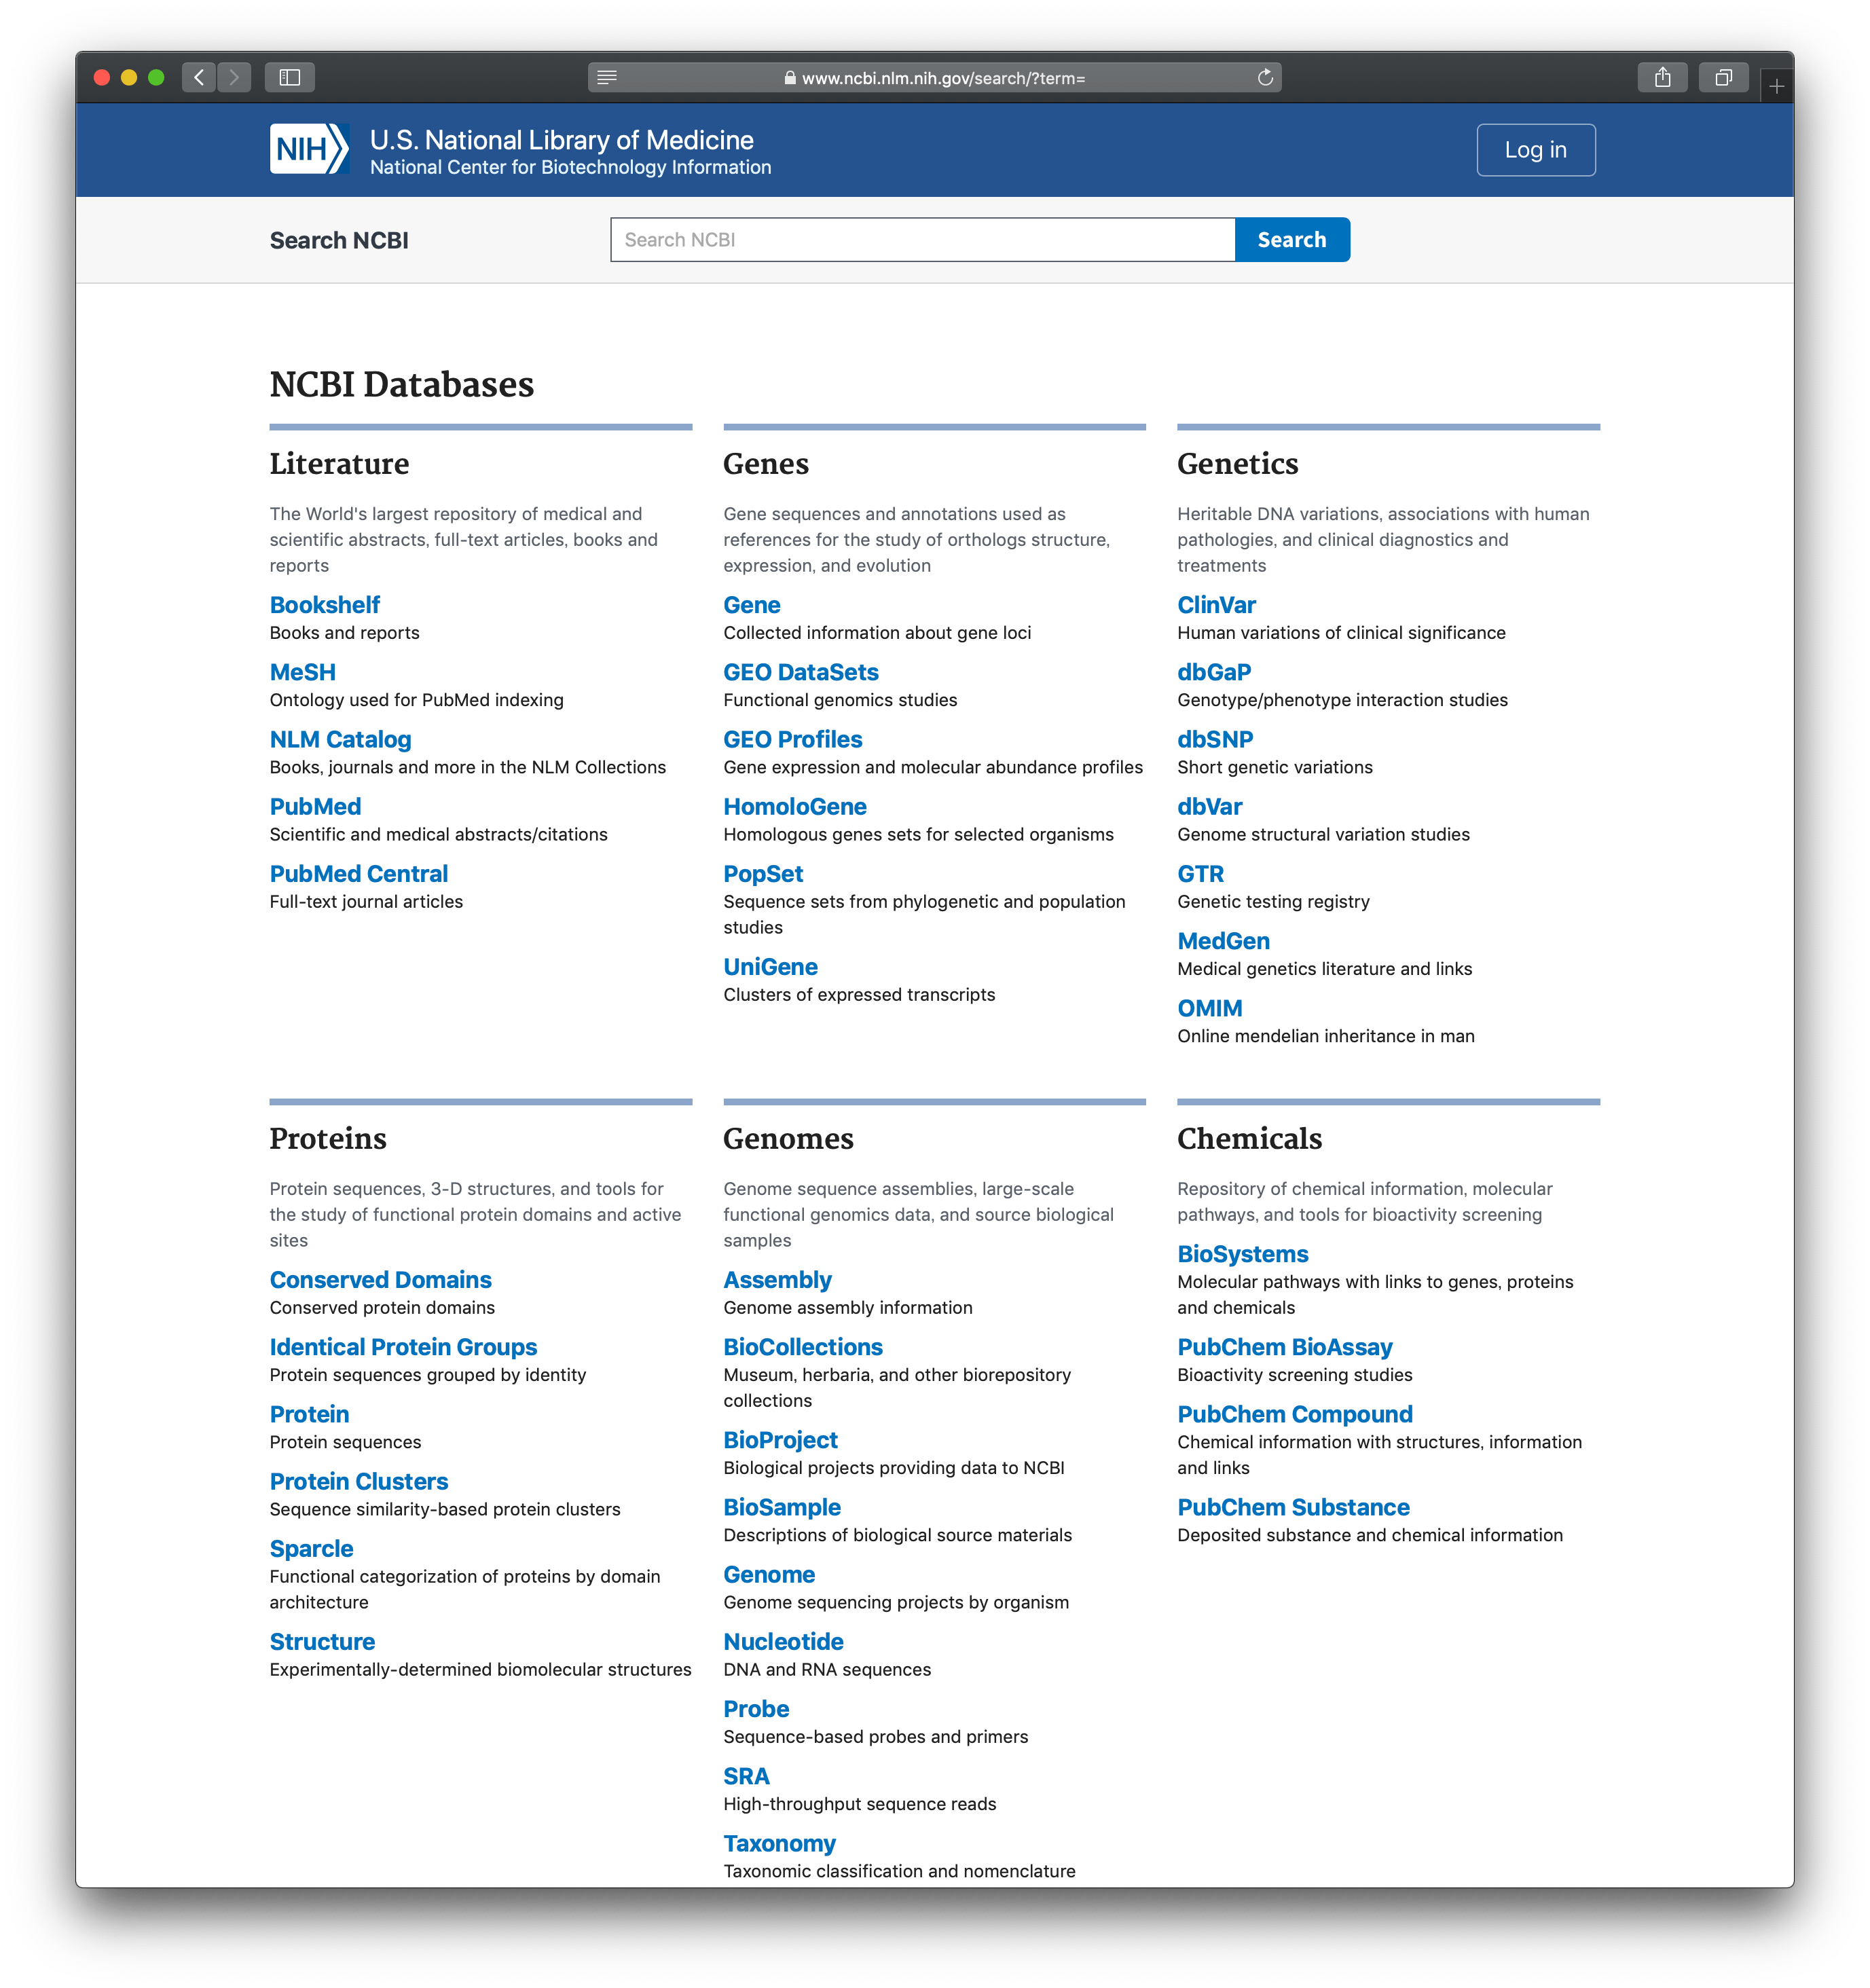 www.ncbi.nlm.nih.gov/search/?term=
NIH
U.S. National Library of Medicine
National Center for Biotechnology Information
Log in
Search NCBI
Search NCBI
Search
NCBI Databases
Literature
The World's largest repository of medical and
scientific abstracts, full-text articles, books and
reports
Bookshelf
Books and reports
MeSH
Ontology used for PubMed indexing
NLM Catalog
Books, journals and more in the NLM Collections
PubMed
Scientific and medical abstracts/citations
PubMed Central
Full-text journal articles
Genes
Gene sequences and annotations used as
references for the study of orthologs structure,
expression, and evolution
Gene
Collected information about gene loci
GEO DataSets
Functional genomics studies
GEO Profiles
Gene expression and molecular abundance profiles
HomoloGene
Homologous genes sets for selected organisms
PopSet
Sequence sets from phylogenetic and population
studies
UniGene
Clusters of expressed transcripts
Genetics
Heritable DNA variations, associations with human
pathologies, and clinical diagnostics and
treatments
ClinVar
Human variations of clinical significance
dbGaP
Genotype/phenotype interaction studies
dbSNP
Short genetic variations
dbVar
Genome structural variation studies
GTR
Genetic testing registry
MedGen
Medical genetics literature and links
OMIM
Online mendelian inheritance in man
Proteins
Protein sequences, 3-D structures, and tools for
the study of functional protein domains and active
sites
Conserved Domains
Conserved protein domains
Identical Protein Groups
Protein sequences grouped by identity
Protein
Protein sequences
Protein Clusters
Sequence similarity-based protein clusters
Sparcle
Functional categorization of proteins by domain
architecture
Structure
Experimentally-determined biomolecular structures
Genomes
Genome sequence assemblies, large-scale
functional genomics data, and source biological
samples
Assembly
Genome assembly information
BioCollections
Museum, herbaria, and other biorepository
collections
BioProject
Biological projects providing data to NCBI
BioSample
Descriptions of biological source materials
Genome
Genome sequencing projects by organism
Nucleotide
DNA and RNA sequences
Probe
Sequence-based probes and primers
SRA
High-throughput sequence reads
Taxonomy
Taxonomic classification and nomenclature
Chemicals
Repository of chemical information, molecular
pathways, and tools for bioactivity screening
BioSystems
Molecular pathways with links to genes, proteins
and chemicals
PubChem BioAssay
Bioactivity screening studies
PubChem Compound
Chemical information with structures, information
and links
PubChem Substance
Deposited substance and chemical information